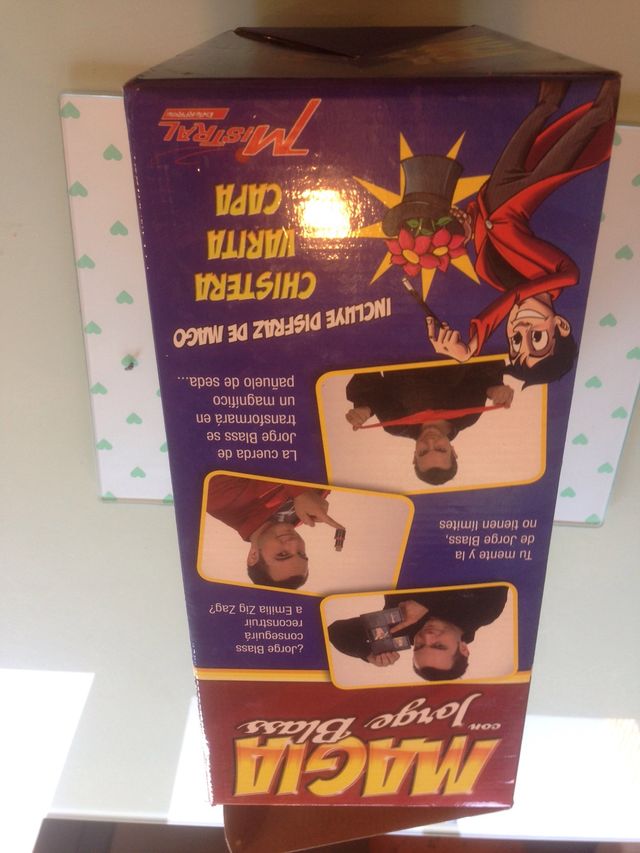 MAGIA
con Jorge Blass
¿Jorge Blass
conseguirá
reconstruir
a Emilia Zig Zag?
Tu mente y la
de Jorge Blass,
no tienen límites
La cuerda de
Jorge Blass se
transformará en
un magnífico
pañuelo de seda...
INCLUYE DISFRAZ DE MAGO
CHISTERA
VARITA
CAPA
MISTRAL